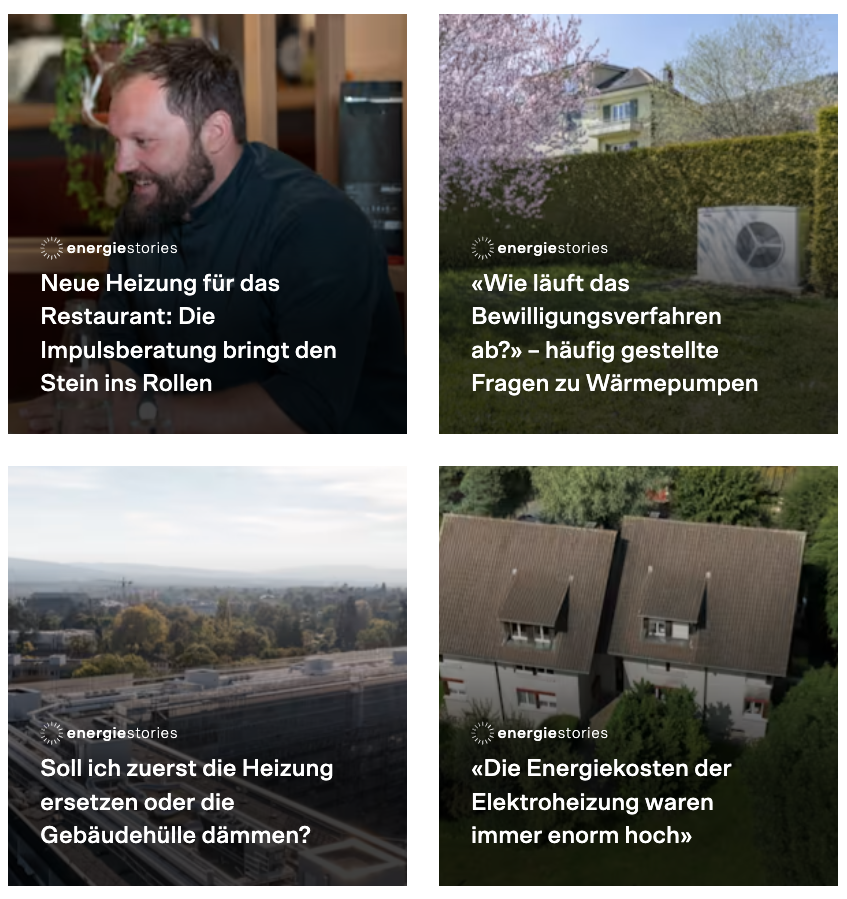 energiestories
Neue Heizung für das
Restaurant: Die
Impulsberatung bringt den
Stein ins Rollen
energiestories
«Wie läuft das
Bewilligungsverfahren
ab?» – häufig gestellte
Fragen zu Wärmepumpen
energiestories
Soll ich zuerst die Heizung
ersetzen oder die
Gebäudehülle dämmen?
energiestories
«Die Energiekosten der
Elektroheizung waren
immer enorm hoch»